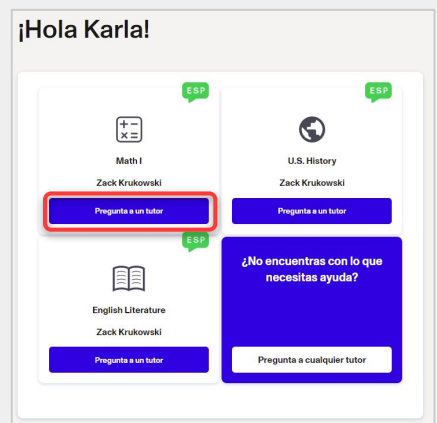 ¡Hola Karla!
ESP
Math I
Zack Krukowski
Pregunta a un tutor
ESP
U.S. History
Zack Krukowski
Pregunta a un tutor
ESP
English Literature
Zack Krukowski
Pregunta a un tutor
¿No encuentras con lo que
necesitas ayuda?
Pregunta a cualquier tutor